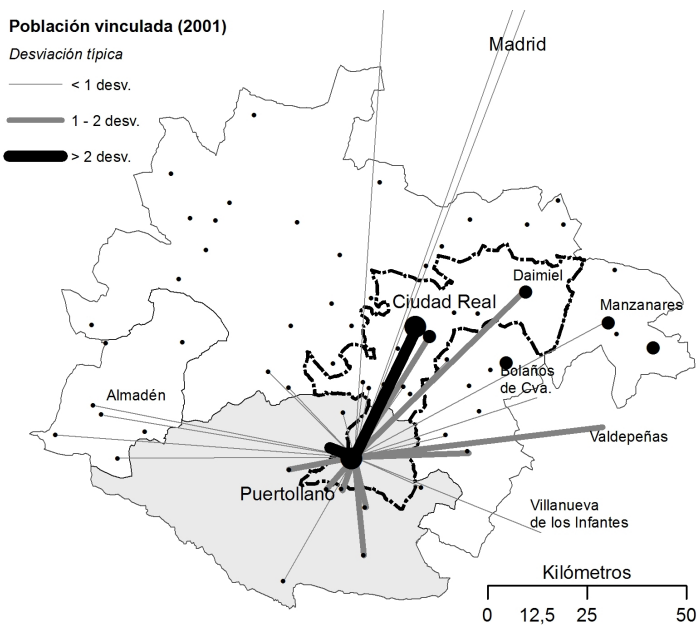 Población vinculada (2001)
Desviación típica
< 1 desv.
1 - 2 desv.
> 2 desv.
Madrid
Daimiel
Ciudad Real
Manzanares
Bolaños
de Cva.
Almadén
Valdepeñas
Puertollano
Villanueva
de los Infantes
Kilómetros
0 12,5 25 50